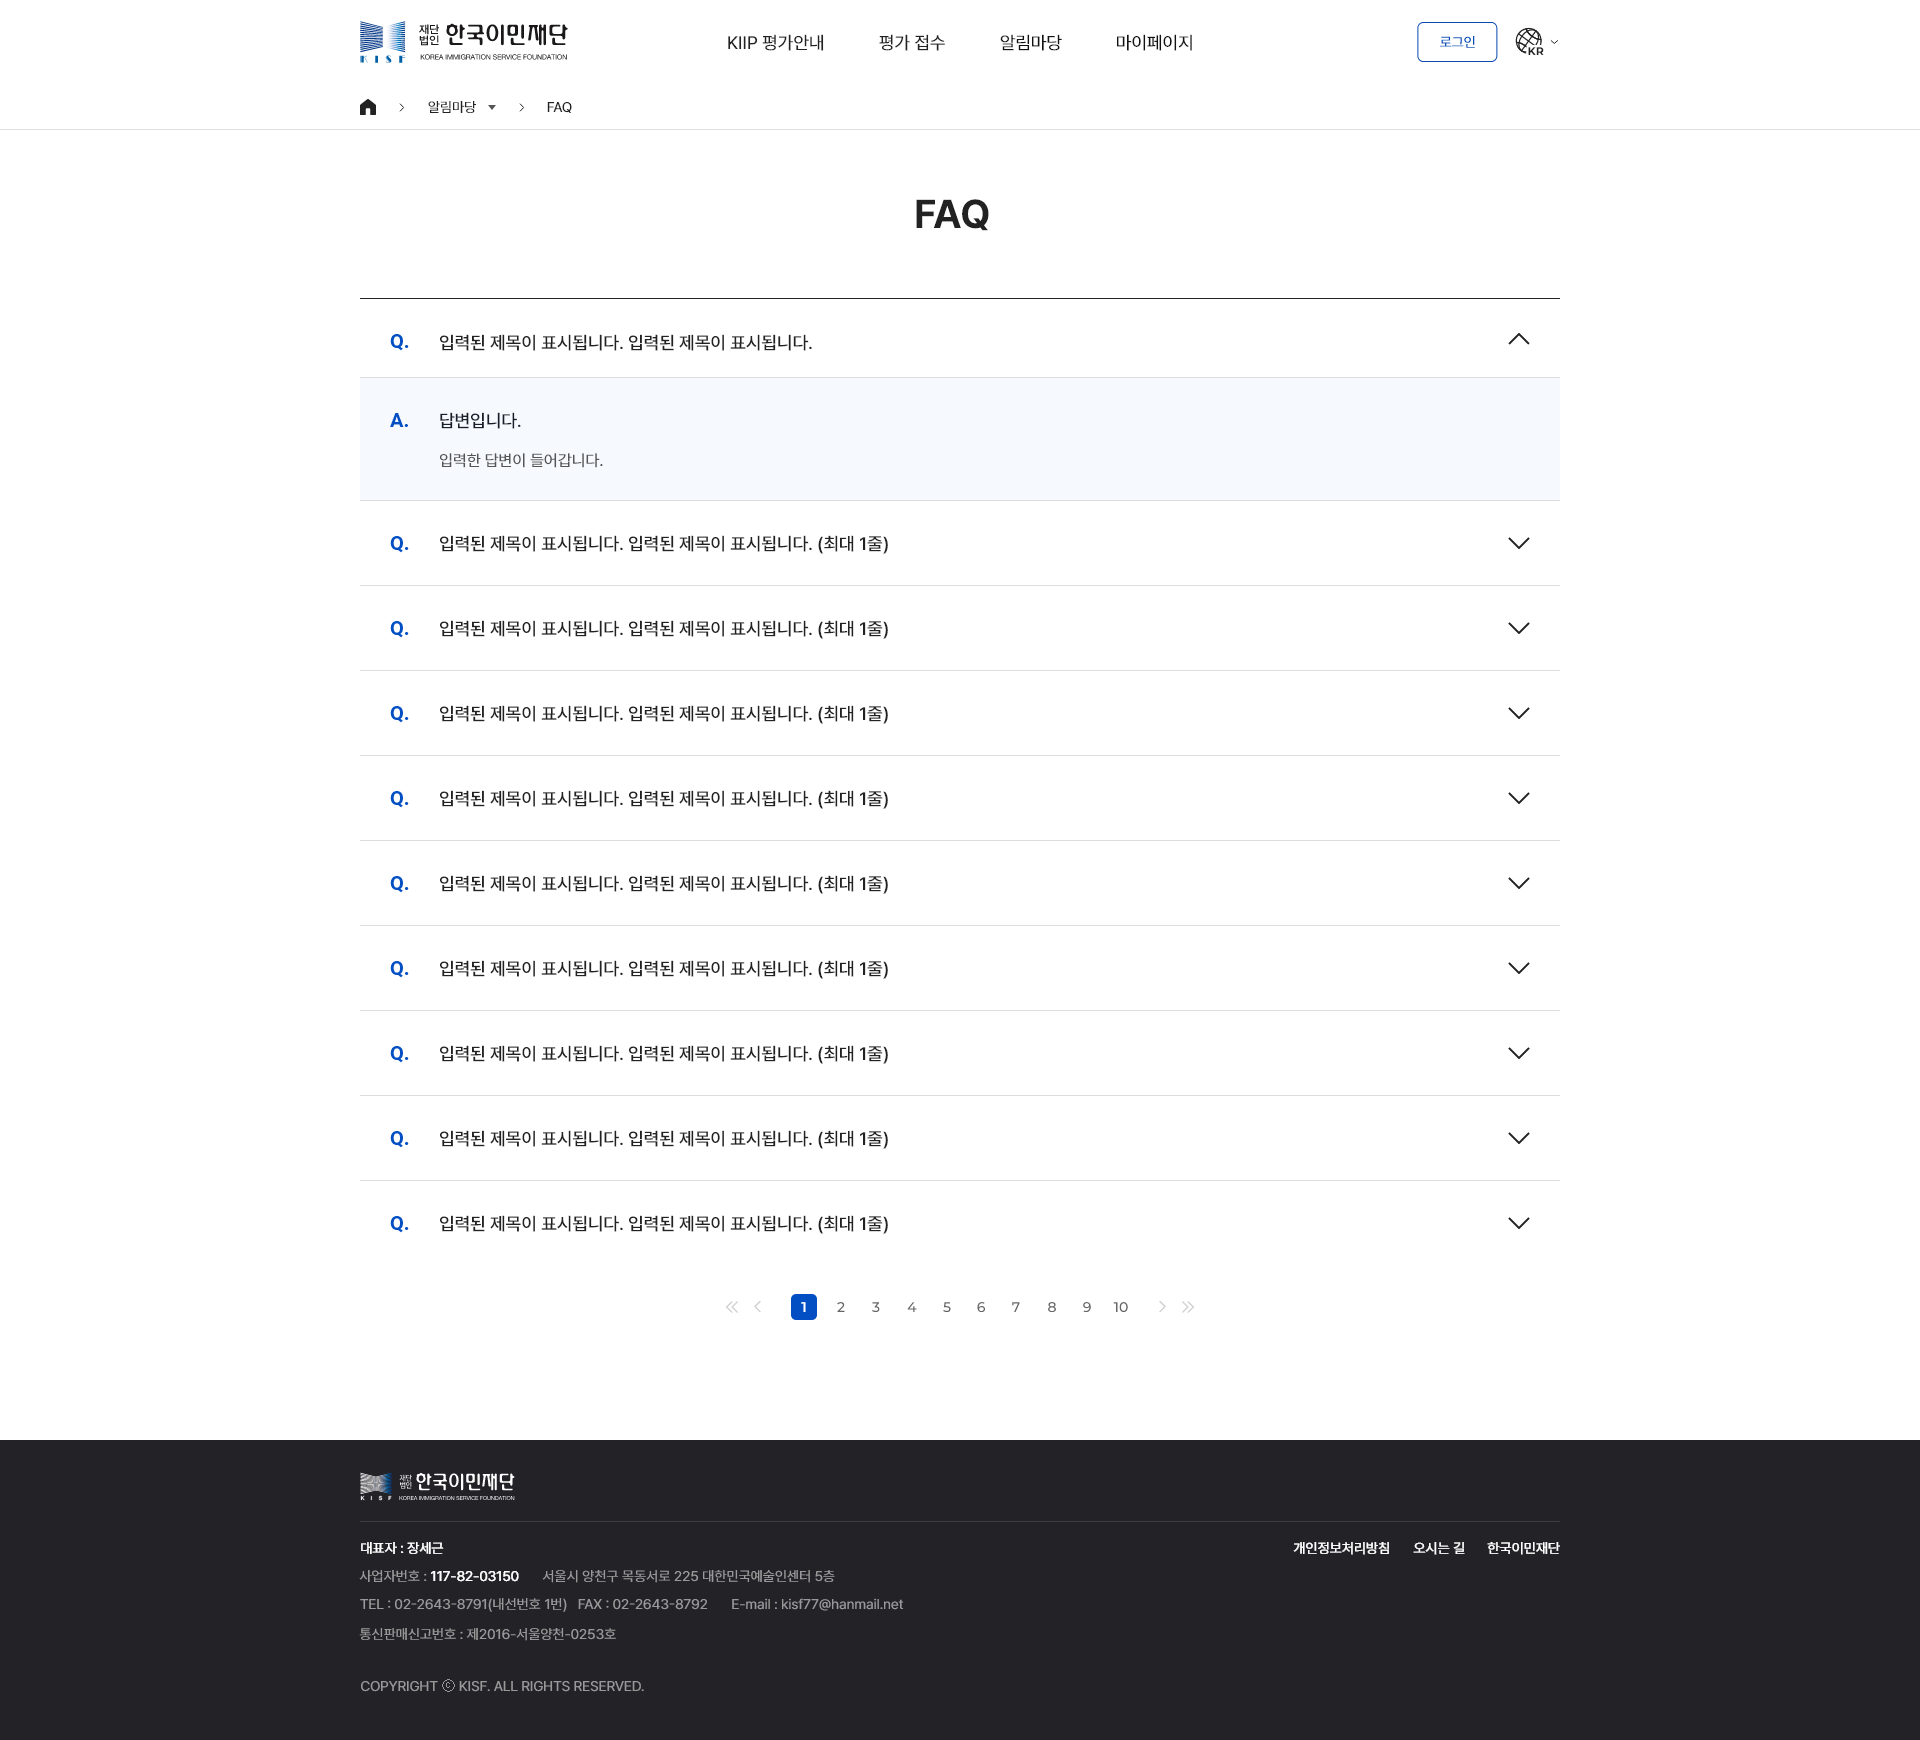 KISF 재단법인 한국이민재단
KOREA IMMIGRATION SERVICE FOUNDATION
KIIP 평가안내 평가 접수 알림마당 마이페이지
로그인 KR
알림마당 FAQ
FAQ
Q. 입력된 제목이 표시됩니다. 입력된 제목이 표시됩니다.
A. 답변입니다.
입력한 답변이 들어갑니다.
Q. 입력된 제목이 표시됩니다. 입력된 제목이 표시됩니다. (최대 1줄)
Q. 입력된 제목이 표시됩니다. 입력된 제목이 표시됩니다. (최대 1줄)
Q. 입력된 제목이 표시됩니다. 입력된 제목이 표시됩니다. (최대 1줄)
Q. 입력된 제목이 표시됩니다. 입력된 제목이 표시됩니다. (최대 1줄)
Q. 입력된 제목이 표시됩니다. 입력된 제목이 표시됩니다. (최대 1줄)
Q. 입력된 제목이 표시됩니다. 입력된 제목이 표시됩니다. (최대 1줄)
Q. 입력된 제목이 표시됩니다. 입력된 제목이 표시됩니다. (최대 1줄)
Q. 입력된 제목이 표시됩니다. 입력된 제목이 표시됩니다. (최대 1줄)
Q. 입력된 제목이 표시됩니다. 입력된 제목이 표시됩니다. (최대 1줄)
1 2 3 4 5 6 7 8 9 10
KISF 재단법인 한국이민재단
KOREA IMMIGRATION SERVICE FOUNDATION
대표자 : 장세근 개인정보처리방침 오시는 길 한국이민재단
사업자번호 : 117-82-03150 서울시 양천구 목동서로 225 대한민국예술인센터 5층
TEL : 02-2643-8791(내선번호 1번) FAX : 02-2643-8792 E-mail : kisf77@hanmail.net
통신판매신고번호 : 제2016-서울양천-0253호
COPYRIGHT ⓒ KISF. ALL RIGHTS RESERVED.